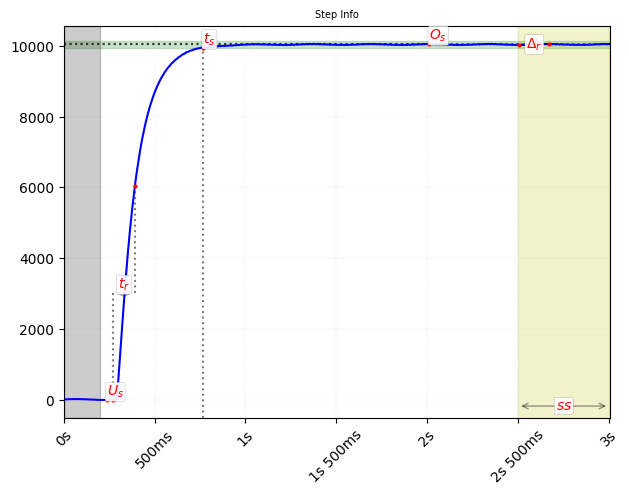 Step Info
10000
8000
6000
4000
2000
0
t_s
O_s
Δ_r
t_r
U_s
ss
0s
500ms
1s
1s 500ms
2s
2s 500ms
3s